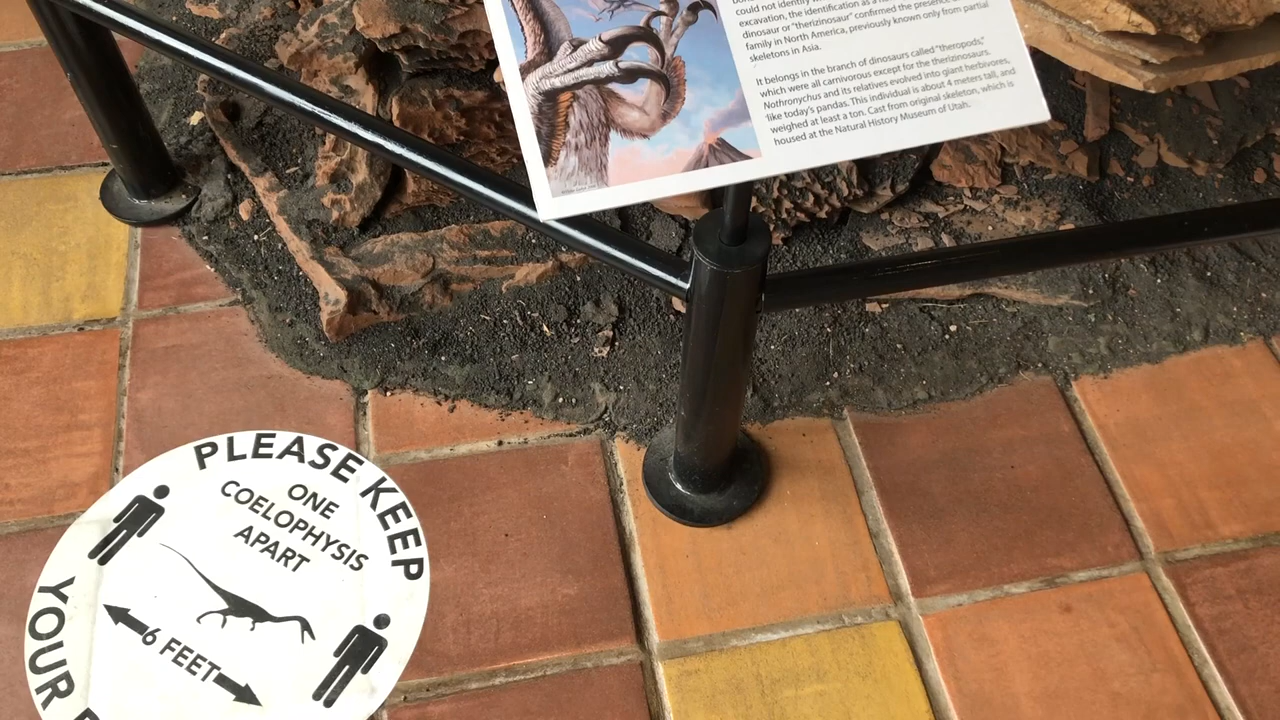 could not identify
excavation, the identification as a
dinosaur or "therizinosaur" confirmed the presence
family in North America, previously known only from partial
skeletons in Asia.
It belongs in the branch of dinosaurs called "theropods,"
which were all carnivorous except for the therizinosaurs.
Nothronychus and its relatives evolved into giant herbivores,
like today's pandas. This individual is about 4 meters tall, and
weighed at least a ton. Cast from original skeleton, which is
housed at the Natural History Museum of Utah.
PLEASE KEEP
ONE
COELOPHYSIS
APART
6 FEET
YOUR